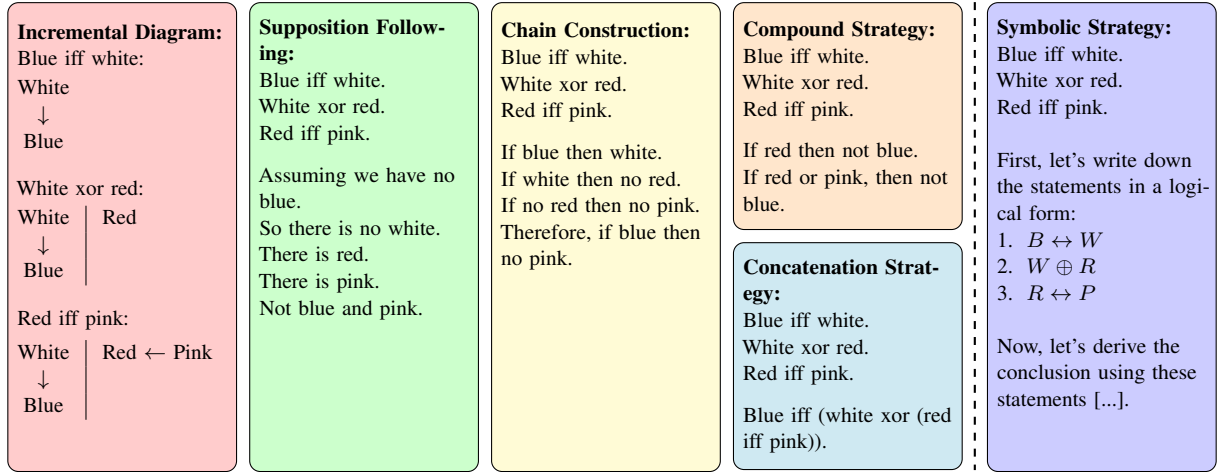 Incremental Diagram:
Blue iff white:
White
↓
Blue
White xor red:
White | Red
↓
Blue
Red iff pink:
White | Red ← Pink
↓
Blue
Supposition Follow-
ing:
Blue iff white.
White xor red.
Red iff pink.
Assuming we have no
blue.
So there is no white.
There is red.
There is pink.
Not blue and pink.
Chain Construction:
Blue iff white.
White xor red.
Red iff pink.
If blue then white.
If white then no red.
If no red then no pink.
Therefore, if blue then
no pink.
Compound Strategy:
Blue iff white.
White xor red.
Red iff pink.
If red then not blue.
If red or pink, then not
blue.
Concatenation Strat-
egy:
Blue iff white.
White xor red.
Red iff pink.
Blue iff (white xor (red
iff pink)).
Symbolic Strategy:
Blue iff white.
White xor red.
Red iff pink.
First, let's write down
the statements in a logi-
cal form:
1. B ↔ W
2. W ⊕ R
3. R ↔ P
Now, let's derive the
conclusion using these
statements [...].